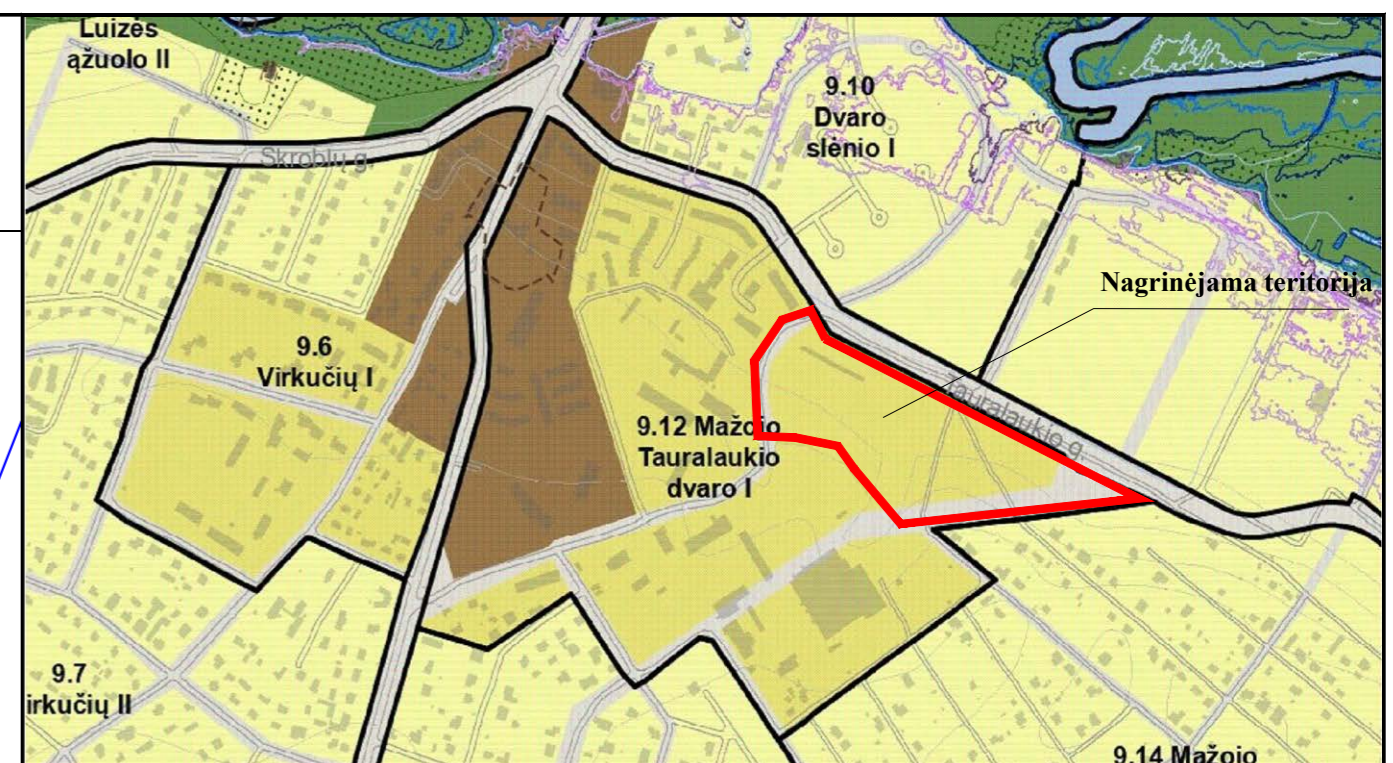 Luizės
ąžuolo II
9.10
Dvaro
slėnio I
Skroblų g.
Nagrinėjama teritorija
9.6
Virkučių I
Tauralaukio g.
9.12 Mažojo
Tauralaukio
dvaro I
9.7
irkučių II
9.14 Mažojo